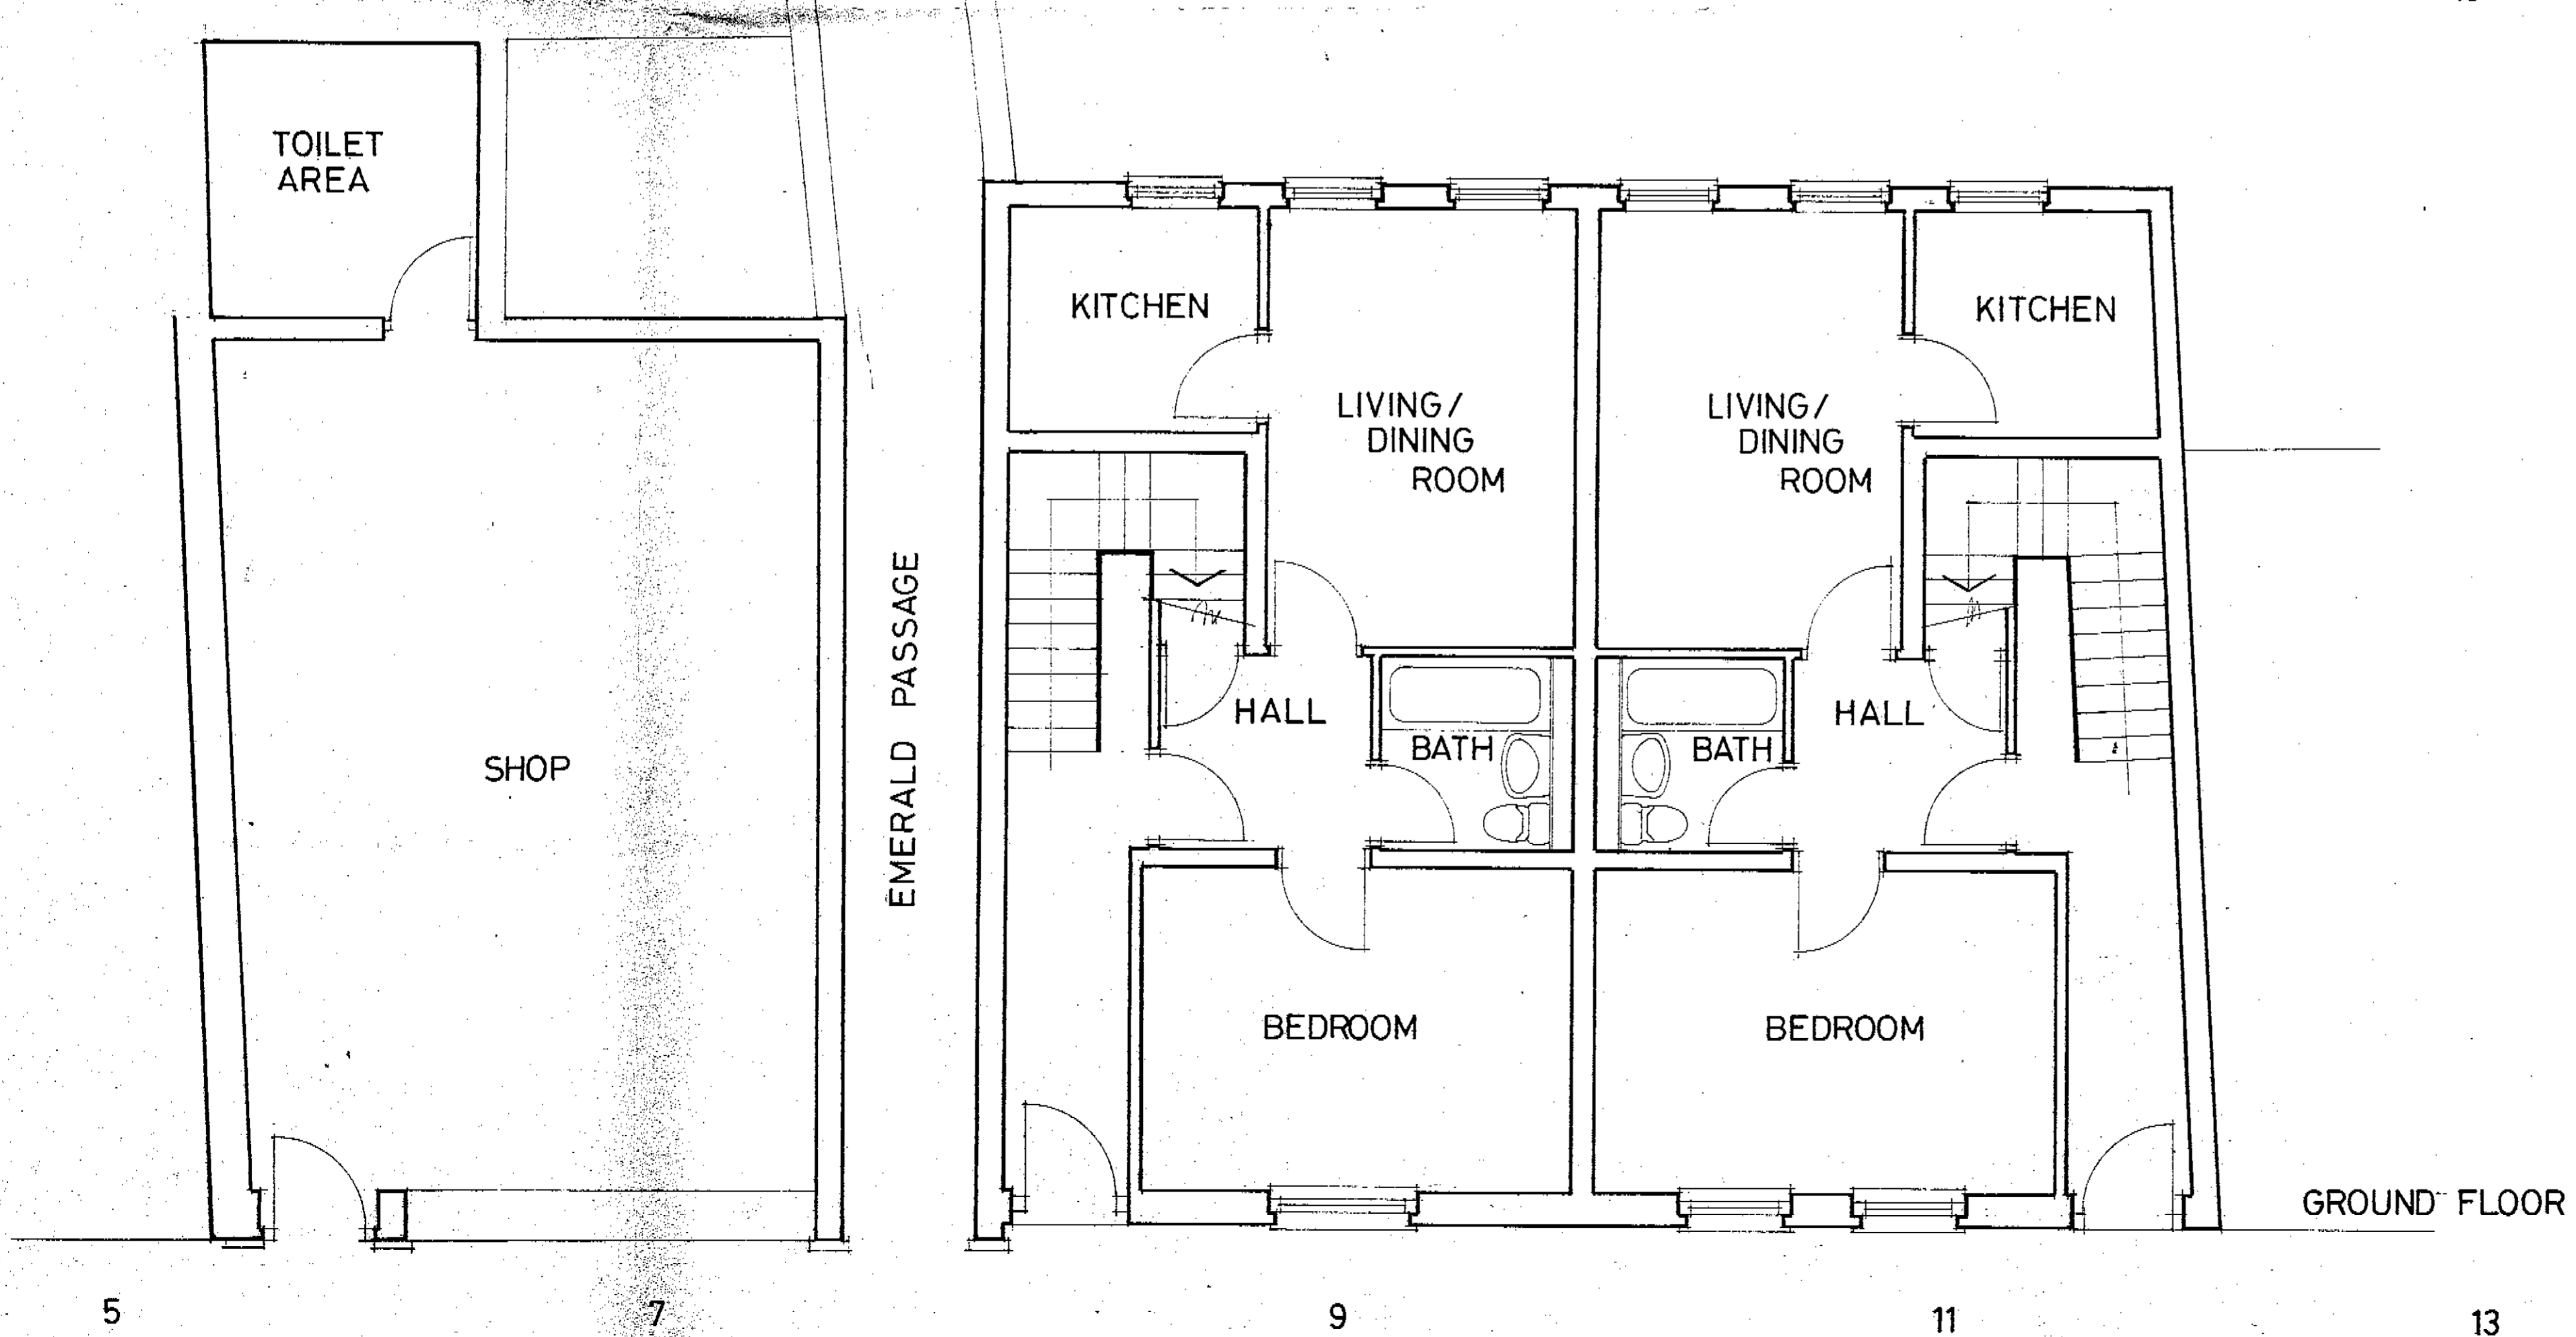 TOILET
AREA
SHOP
EMERALD PASSAGE
KITCHEN
LIVING/
DINING
ROOM
HALL
BATH
BEDROOM
LIVING/
DINING
ROOM
KITCHEN
BATH
HALL
BEDROOM
GROUND FLOOR
5
7
9
11
13